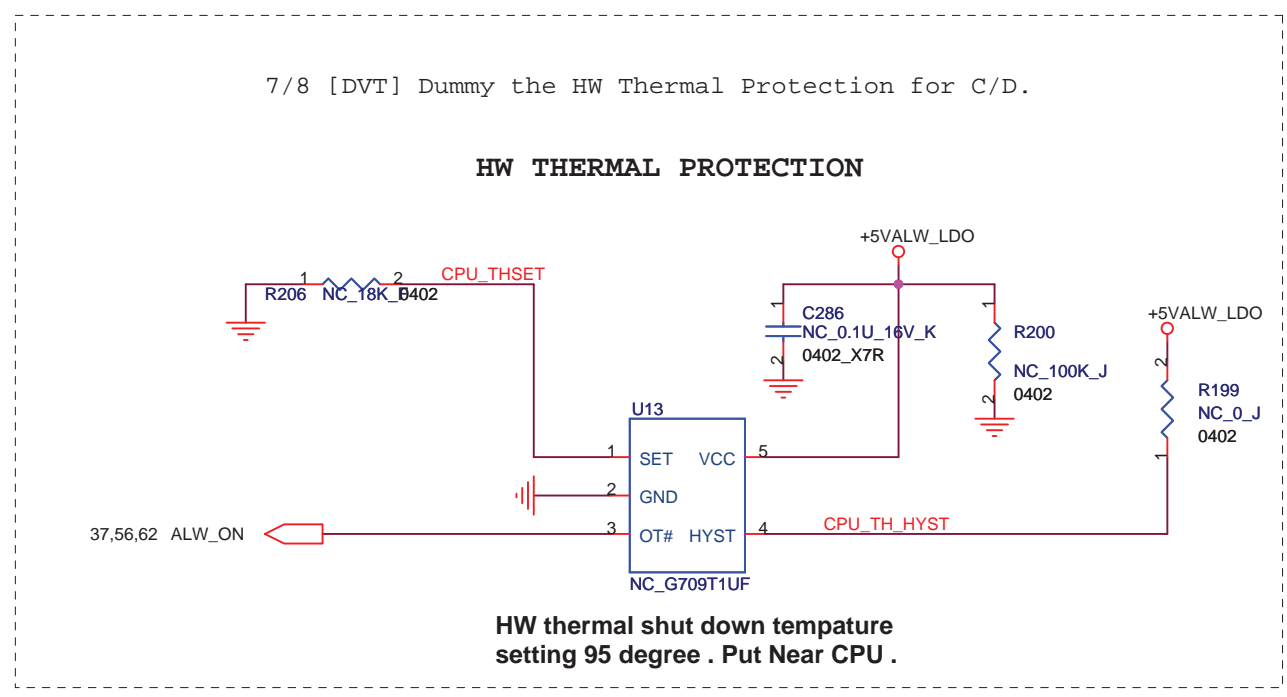 7/8 [DVT] Dummy the HW Thermal Protection for C/D.
HW THERMAL PROTECTION
+5VALW_LDO
1 2 CPU_THSET
R206 NC_18K_F 0402
1
C286
NC_0.1U_16V_K
0402_X7R
2
1
R200
NC_100K_J
0402
2
+5VALW_LDO
2
R199
NC_0_J
0402
1
U13
1 SET VCC 5
2 GND
37,56,62 ALW_ON 3 OT# HYST 4 CPU_TH_HYST
NC_G709T1UF
HW thermal shut down tempature
setting 95 degree . Put Near CPU .